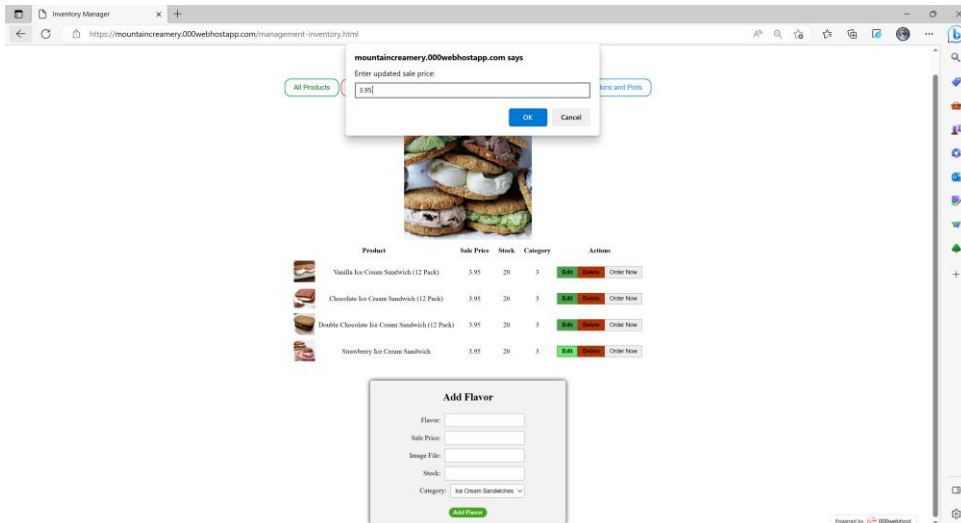 Inventory Manager
https://mountaincreamery.000webhostapp.com/management-inventory.html
mountaincreamery.000webhostapp.com says
Enter updated sale price:
3.95
OK Cancel
All Products and Pints
Product Sale Price Stock Category Actions
Vanilla Ice Cream Sandwich (12 Pack) 3.95 20 3 Edit Delete Order Now
Chocolate Ice Cream Sandwich (12 Pack) 3.95 20 3 Edit Delete Order Now
Double Chocolate Ice Cream Sandwich (12 Pack) 3.95 20 3 Edit Delete Order Now
Strawberry Ice Cream Sandwich 3.95 20 3 Edit Delete Order Now
Add Flavor
Flavor:
Sale Price:
Image File:
Stock:
Category: Ice Cream Sandwiches
Add Flavor
Powered by 000webhost